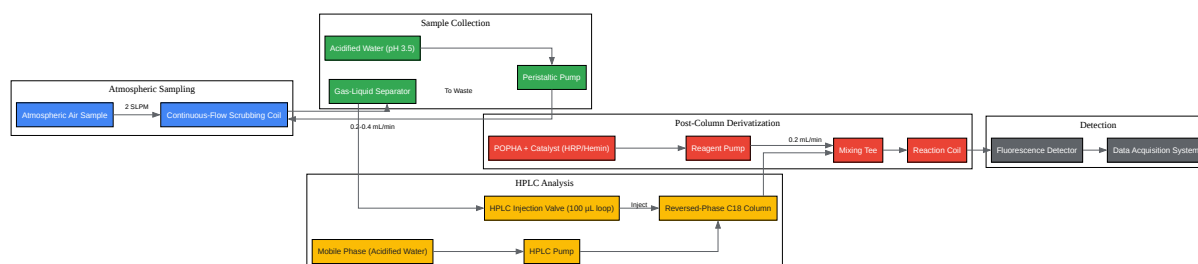 Sample Collection
Acidified Water (pH 3.5)
Peristaltic Pump
Gas-Liquid Separator
To Waste
Atmospheric Sampling
Atmospheric Air Sample
2 SLPM
Continuous-Flow Scrubbing Coil
0.2-0.4 mL/min
Post-Column Derivatization
POPHA + Catalyst (HRP/Hemin)
Reagent Pump
0.2 mL/min
Mixing Tee
Reaction Coil
Detection
Fluorescence Detector
Data Acquisition System
HPLC Analysis
HPLC Injection Valve (100 µL loop)
Inject
Reversed-Phase C18 Column
Mobile Phase (Acidified Water)
HPLC Pump